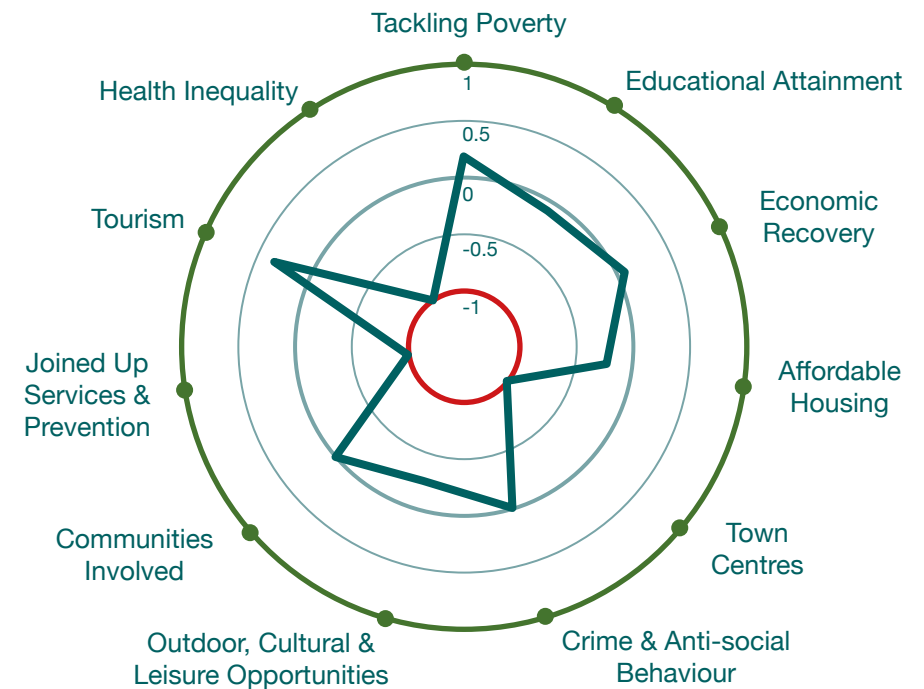 Tackling Poverty
Educational Attainment
Health Inequality
1
0.5
0
-0.5
-1
Economic
Recovery
Tourism
Affordable
Housing
Joined Up
Services &
Prevention
Town
Centres
Communities
Involved
Crime & Anti-social
Behaviour
Outdoor, Cultural &
Leisure Opportunities